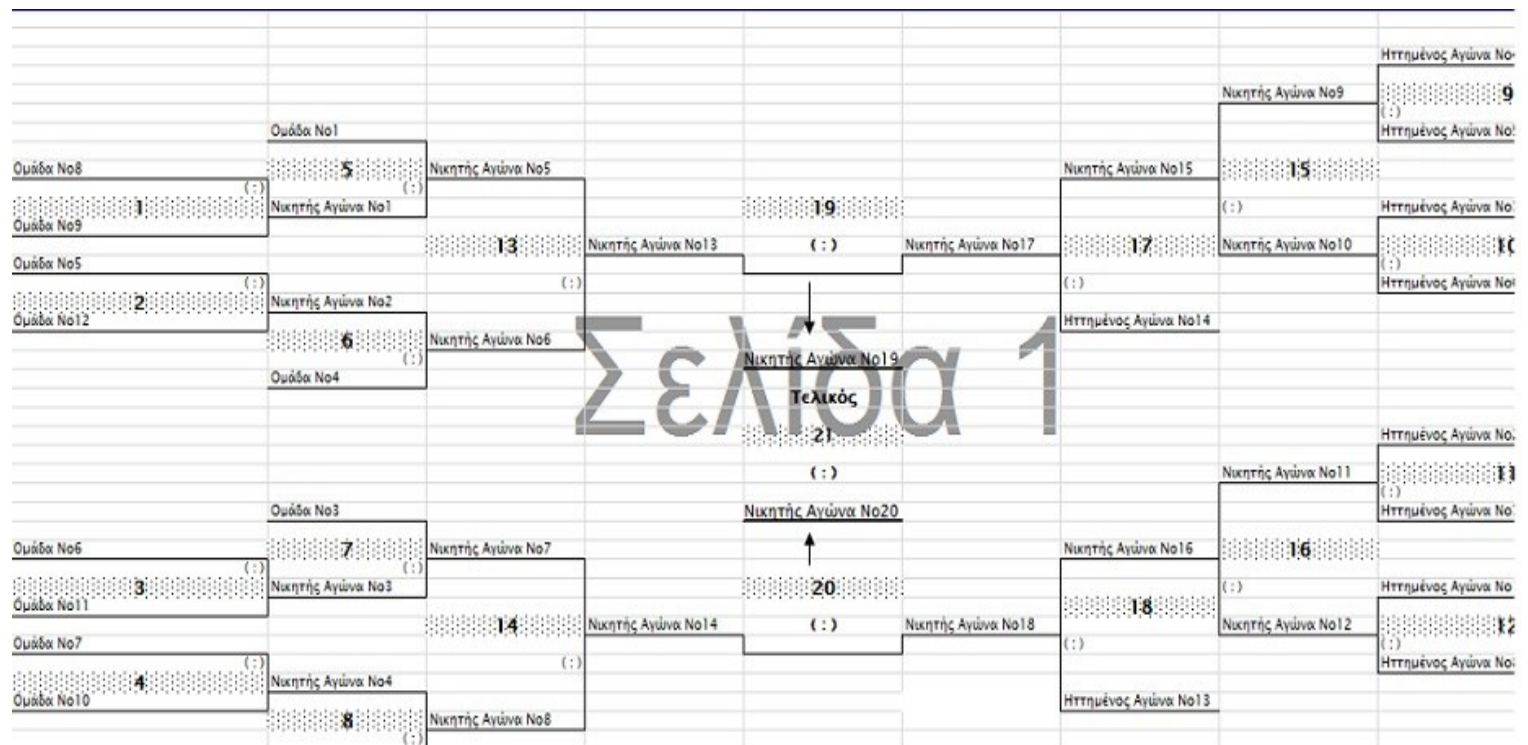 Ηττημένος Αγώνα Νο
Νικητής Αγώνα Νο9
9
( : )
Ομάδα Νο1
Ηττημένος Αγώνα Νο
Ομάδα Νο8
5
Νικητής Αγώνα Νο5
Νικητής Αγώνα Νο15
15
( : )
( : )
1
Νικητής Αγώνα Νο1
19
( : )
Ηττημένος Αγώνα Νο
Ομάδα Νο9
13
Νικητής Αγώνα Νο13
( : )
Νικητής Αγώνα Νο17
17
Νικητής Αγώνα Νο10
10
Ομάδα Νο5
( : )
( : )
( : )
( : )
Ηττημένος Αγώνα Νο
2
Νικητής Αγώνα Νο2
Ομάδα Νο12
Ηττημένος Αγώνα Νο14
6
Νικητής Αγώνα Νο6
( : )
Νικητής Αγώνα Νο19
Σελίδα 1
Ομάδα Νο4
Τελικός
21
Ηττημένος Αγώνα Νο
( : )
Νικητής Αγώνα Νο11
11
( : )
Ομάδα Νο3
Νικητής Αγώνα Νο20
Ηττημένος Αγώνα Νο
Ομάδα Νο6
7
Νικητής Αγώνα Νο7
Νικητής Αγώνα Νο16
16
( : )
( : )
3
Νικητής Αγώνα Νο3
20
( : )
Ηττημένος Αγώνα Νο
Ομάδα Νο11
18
14
Νικητής Αγώνα Νο14
( : )
Νικητής Αγώνα Νο18
Νικητής Αγώνα Νο12
12
Ομάδα Νο7
( : )
( : )
( : )
( : )
Ηττημένος Αγώνα Νο
4
Νικητής Αγώνα Νο4
Ομάδα Νο10
Ηττημένος Αγώνα Νο13
8
Νικητής Αγώνα Νο8
( : )